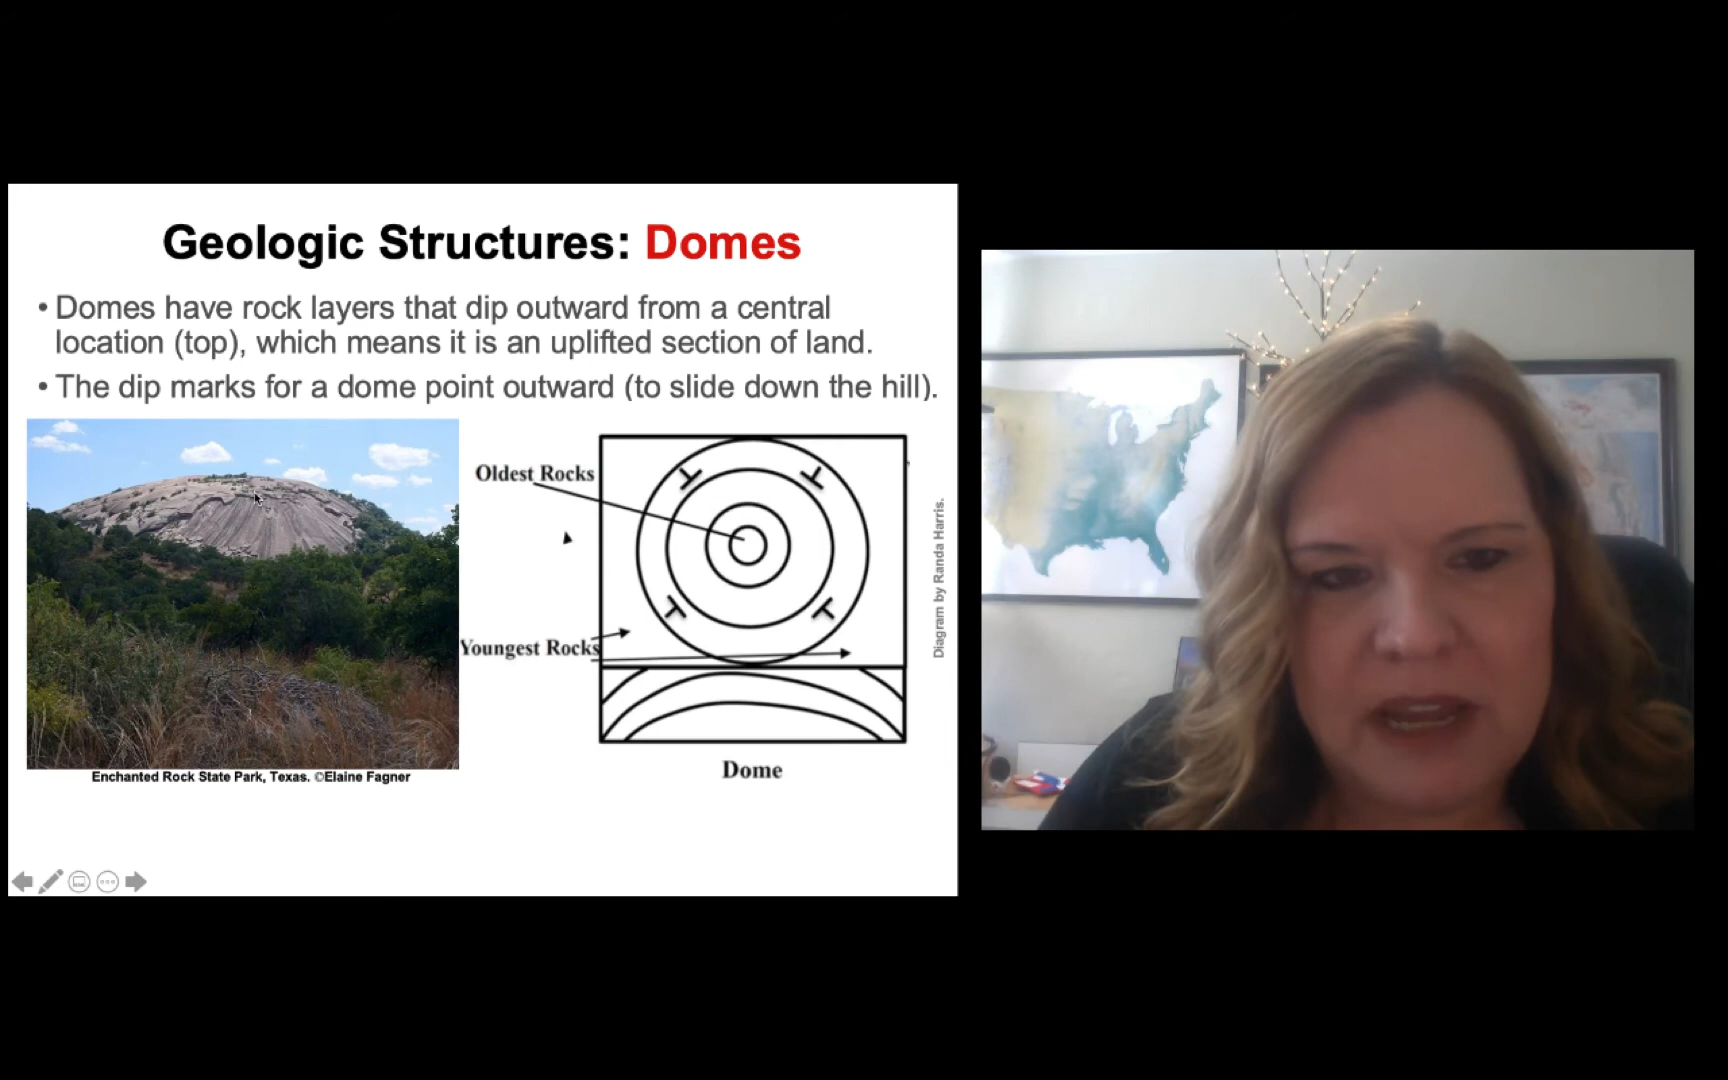 Geologic Structures: Domes
• Domes have rock layers that dip outward from a central
location (top), which means it is an uplifted section of land.
• The dip marks for a dome point outward (to slide down the hill).
Oldest Rocks
Youngest Rocks
Dome
Diagram by Randa Harris.
Enchanted Rock State Park, Texas. ©Elaine Fagner